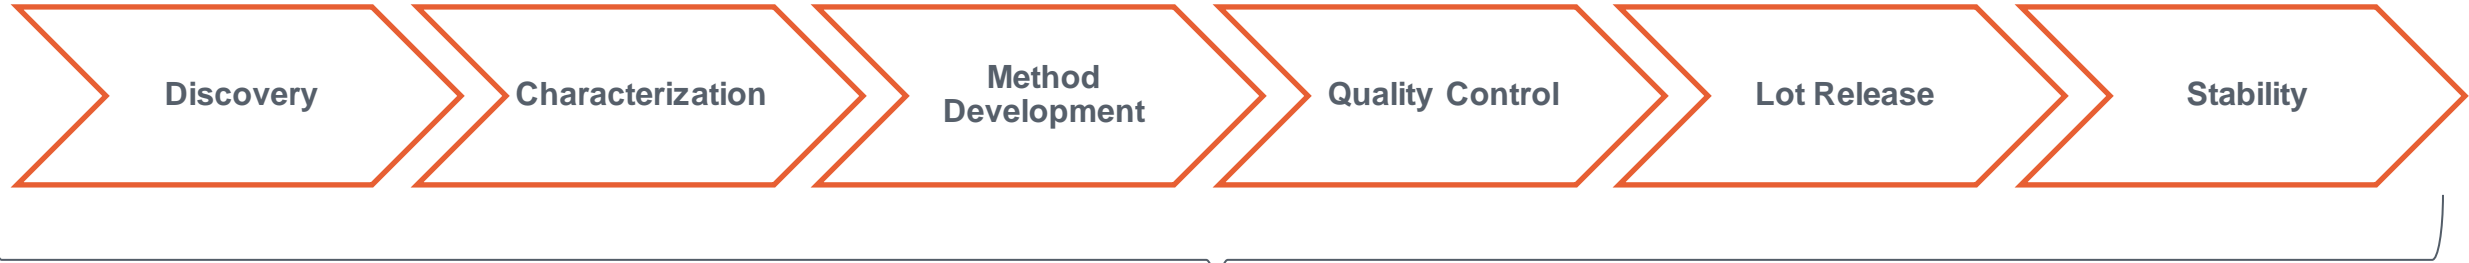 Discovery
Characterization
Method
Development
Quality Control
Lot Release
Stability